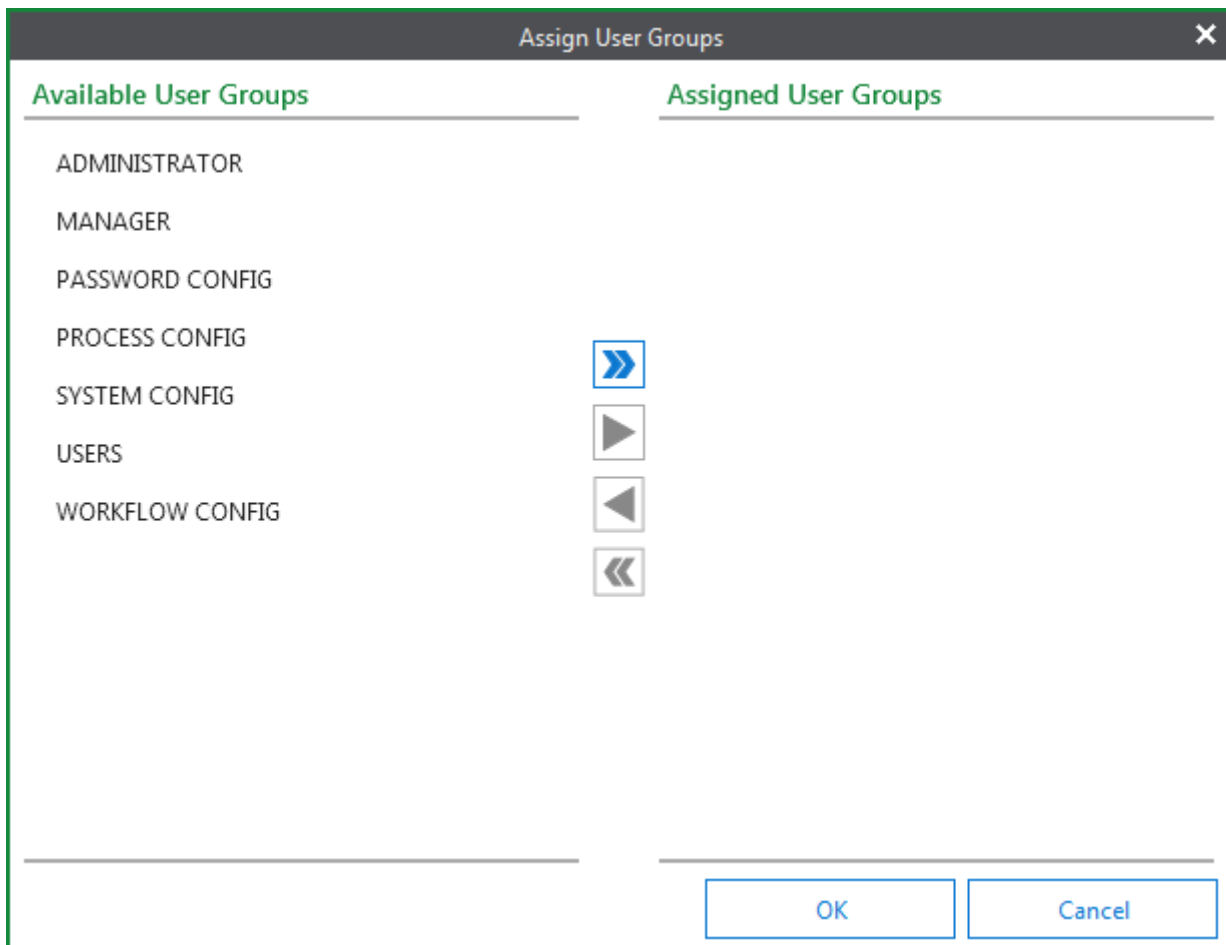 Assign User Groups
Available User Groups
Assigned User Groups
ADMINISTRATOR
MANAGER
PASSWORD CONFIG
PROCESS CONFIG
SYSTEM CONFIG
USERS
WORKFLOW CONFIG
OK
Cancel